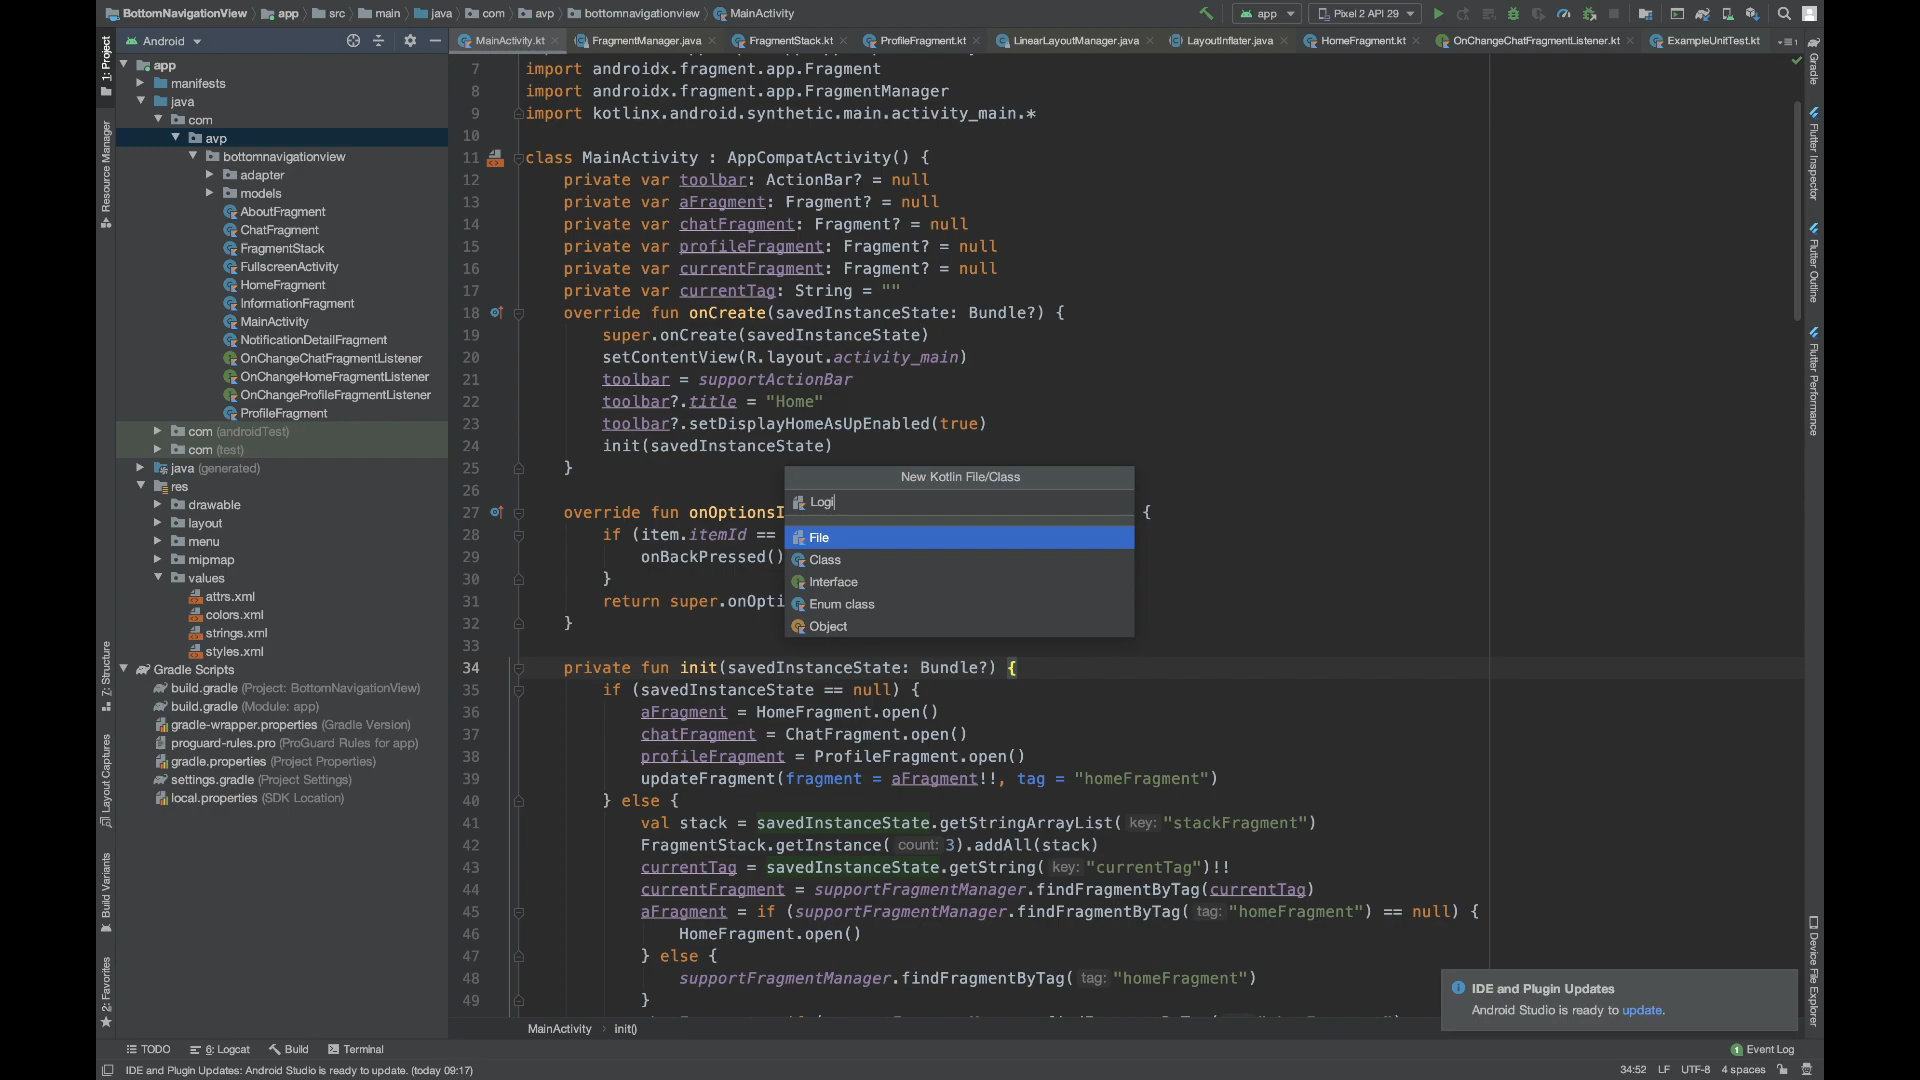 BottomNavigationView › app › src › main › java › com › avp › bottomnavigationview › MainActivity
app
Pixel 2 API 29
Android
MainActivity.kt
FragmentManager.java
FragmentStack.kt
ProfileFragment.kt
LinearLayoutManager.java
LayoutInflater.java
HomeFragment.kt
OnChangeChatFragmentListener.kt
ExampleUnitTest.kt
1: Project
Resource Manager
7: Structure
Layout Captures
Build Variants
2: Favorites
app
manifests
java
com
avp
bottomnavigationview
adapter
models
AboutFragment
ChatFragment
FragmentStack
FullscreenActivity
HomeFragment
InformationFragment
MainActivity
NotificationDetailFragment
OnChangeChatFragmentListener
OnChangeHomeFragmentListener
OnChangeProfileFragmentListener
ProfileFragment
com (androidTest)
com (test)
java (generated)
res
drawable
layout
menu
mipmap
values
attrs.xml
colors.xml
strings.xml
styles.xml
Gradle Scripts
build.gradle (Project: BottomNavigationView)
build.gradle (Module: app)
gradle-wrapper.properties (Gradle Version)
proguard-rules.pro (ProGuard Rules for app)
gradle.properties (Project Properties)
settings.gradle (Project Settings)
local.properties (SDK Location)
7 import androidx.fragment.app.Fragment
8 import androidx.fragment.app.FragmentManager
9 import kotlinx.android.synthetic.main.activity_main.*
10
11 class MainActivity : AppCompatActivity() {
12 private var toolbar: ActionBar? = null
13 private var aFragment: Fragment? = null
14 private var chatFragment: Fragment? = null
15 private var profileFragment: Fragment? = null
16 private var currentFragment: Fragment? = null
17 private var currentTag: String = ""
18 override fun onCreate(savedInstanceState: Bundle?) {
19 super.onCreate(savedInstanceState)
20 setContentView(R.layout.activity_main)
21 toolbar = supportActionBar
22 toolbar?.title = "Home"
23 toolbar?.setDisplayHomeAsUpEnabled(true)
24 init(savedInstanceState)
25 }
26
27 override fun onOptionsI {
28 if (item.itemId ==
29 onBackPressed()
30 }
31 return super.onOpti
32 }
33
34 private fun init(savedInstanceState: Bundle?) {
35 if (savedInstanceState == null) {
36 aFragment = HomeFragment.open()
37 chatFragment = ChatFragment.open()
38 profileFragment = ProfileFragment.open()
39 updateFragment(fragment = aFragment!!, tag = "homeFragment")
40 } else {
41 val stack = savedInstanceState.getStringArrayList( key: "stackFragment")
42 FragmentStack.getInstance( count: 3).addAll(stack)
43 currentTag = savedInstanceState.getString( key: "currentTag")!!
44 currentFragment = supportFragmentManager.findFragmentByTag(currentTag)
45 aFragment = if (supportFragmentManager.findFragmentByTag( tag: "homeFragment") == null) {
46 HomeFragment.open()
47 } else {
48 supportFragmentManager.findFragmentByTag( tag: "homeFragment")
49 }
New Kotlin File/Class
Logi
File
Class
Interface
Enum class
Object
Gradle
Flutter Inspector
Flutter Outline
Flutter Performance
Device File Explorer
IDE and Plugin Updates
Android Studio is ready to update.
MainActivity › init()
TODO
6: Logcat
Build
Terminal
1 Event Log
IDE and Plugin Updates: Android Studio is ready to update. (today 09:17)
34:52 LF UTF-8 4 spaces